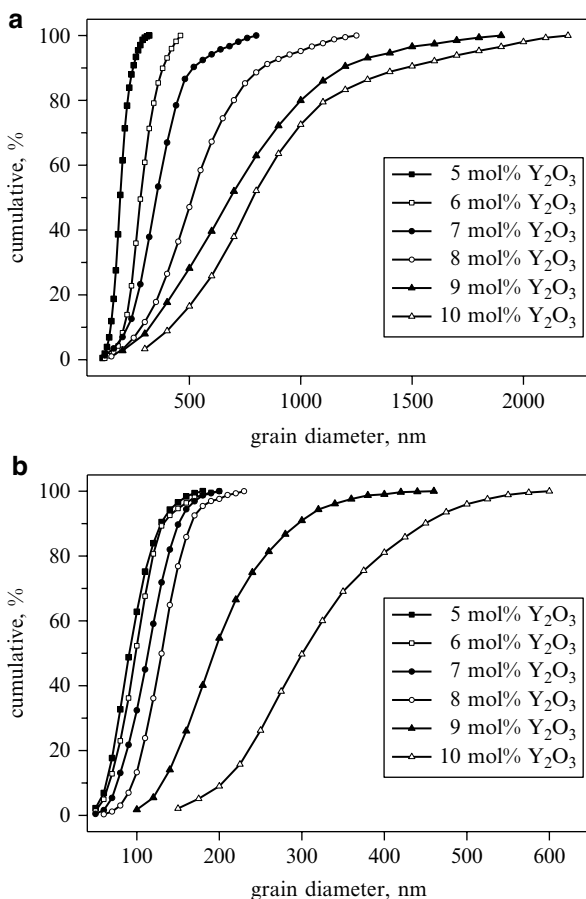 a
100
80
60
40
20
0
cumulative, %
5 mol% Y₂O₃
6 mol% Y₂O₃
7 mol% Y₂O₃
8 mol% Y₂O₃
9 mol% Y₂O₃
10 mol% Y₂O₃
500 1000 1500 2000
grain diameter, nm
b
100
80
60
40
20
0
cumulative, %
5 mol% Y₂O₃
6 mol% Y₂O₃
7 mol% Y₂O₃
8 mol% Y₂O₃
9 mol% Y₂O₃
10 mol% Y₂O₃
100 200 300 400 500 600
grain diameter, nm